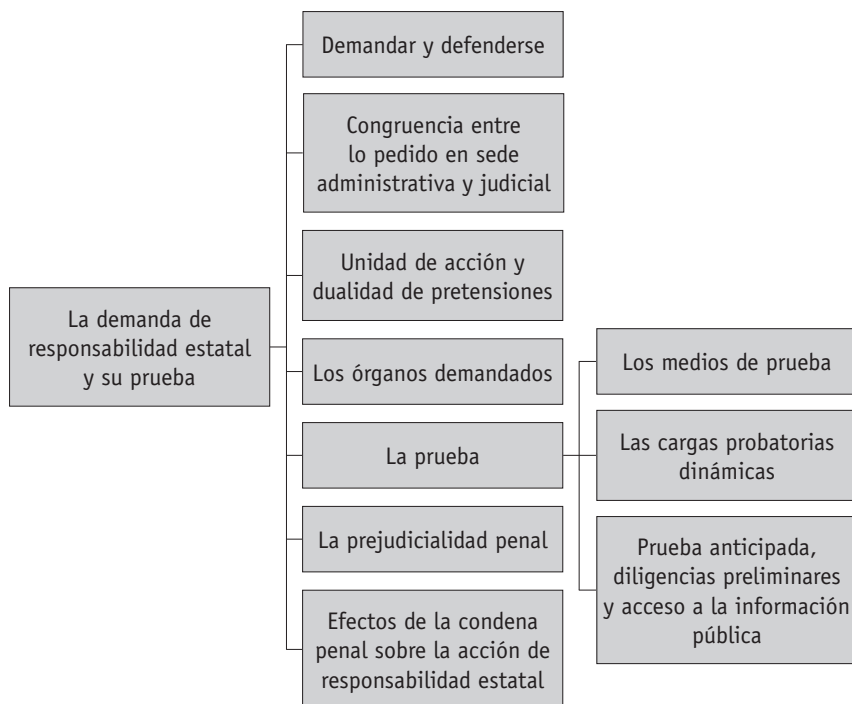 La demanda de
responsabilidad estatal
y su prueba
Demandar y defenderse
Congruencia entre
lo pedido en sede
administrativa y judicial
Unidad de acción y
dualidad de pretensiones
Los órganos demandados
La prueba
La prejudicialidad penal
Efectos de la condena
penal sobre la acción de
responsabilidad estatal
Los medios de prueba
Las cargas probatorias
dinámicas
Prueba anticipada,
diligencias preliminares
y acceso a la información
pública